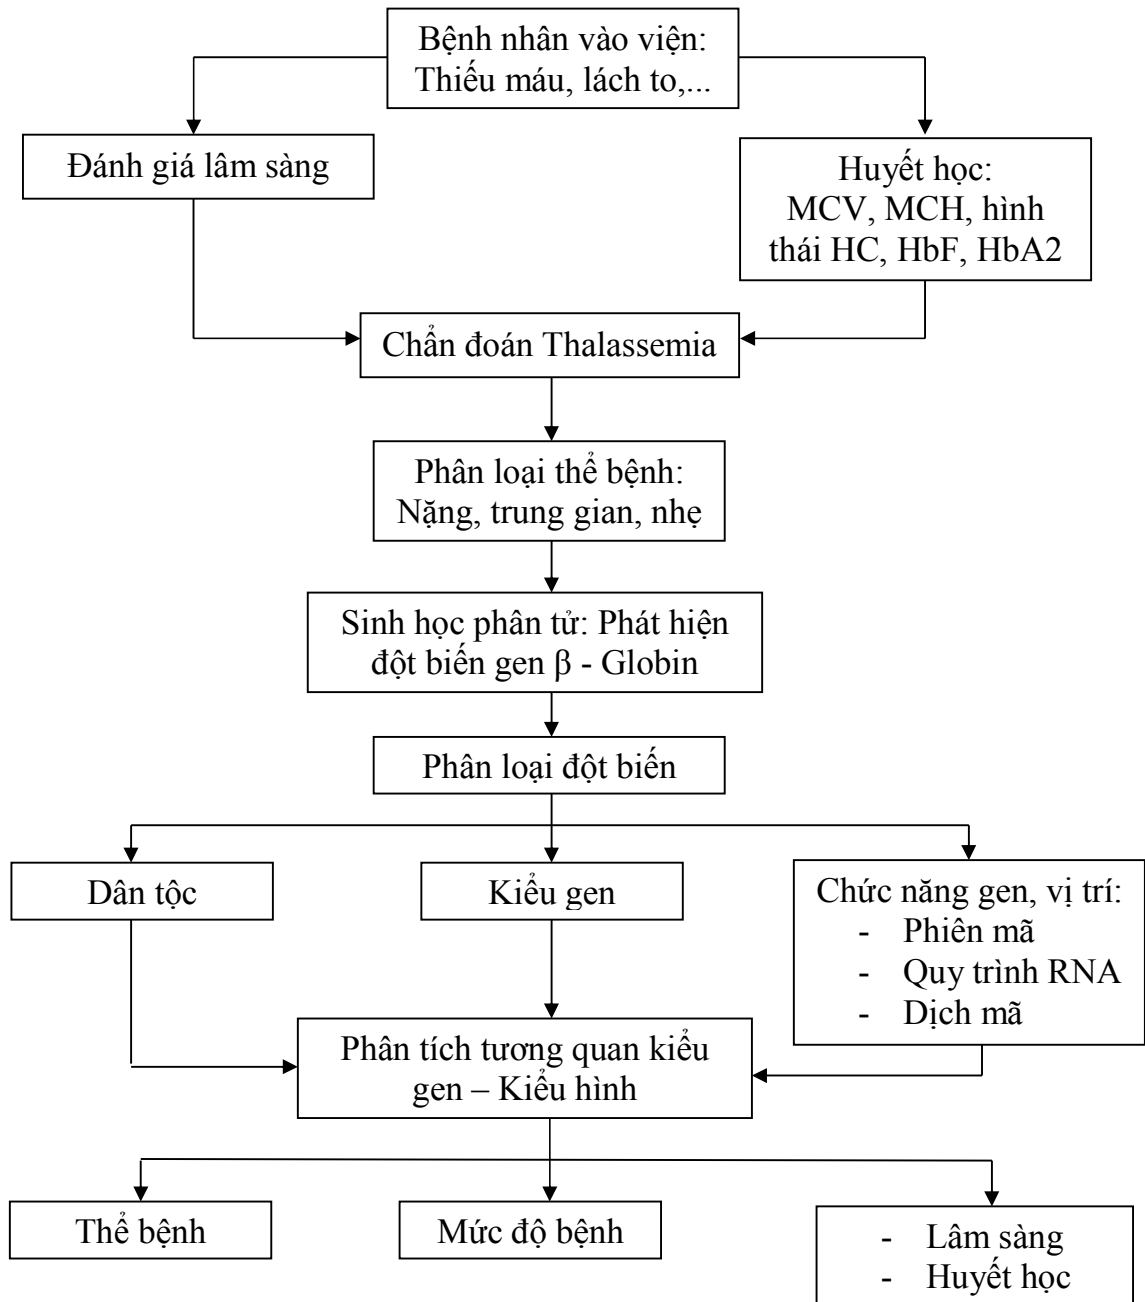 Bệnh nhân vào viện:
Thiếu máu, lách to,...
Đánh giá lâm sàng
Huyết học:
MCV, MCH, hình
thái HC, HbF, HbA2
Chẩn đoán Thalassemia
Phân loại thể bệnh:
Nặng, trung gian, nhẹ
Sinh học phân tử: Phát hiện
đột biến gen β - Globin
Phân loại đột biến
Dân tộc
Kiểu gen
Chức năng gen, vị trí:
- Phiên mã
- Quy trình RNA
- Dịch mã
Phân tích tương quan kiểu
gen – Kiểu hình
Thể bệnh
Mức độ bệnh
- Lâm sàng
- Huyết học